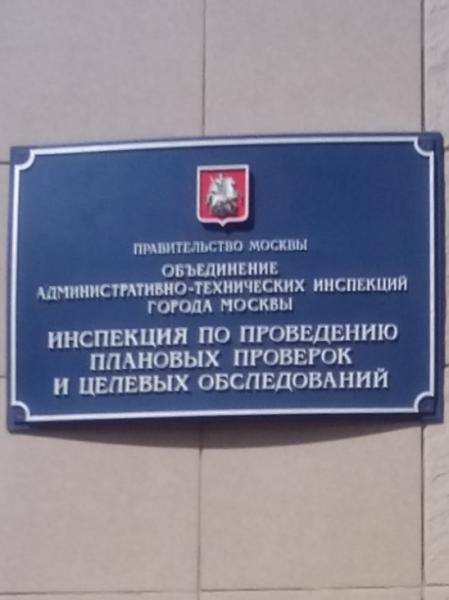 ПРАВИТЕЛЬСТВО МОСКВЫ
ОБЪЕДИНЕНИЕ
АДМИНИСТРАТИВНО-ТЕХНИЧЕСКИХ ИНСПЕКЦИЙ
ГОРОДА МОСКВЫ
ИНСПЕКЦИЯ ПО ПРОВЕДЕНИЮ
ПЛАНОВЫХ ПРОВЕРОК
И ЦЕЛЕВЫХ ОБСЛЕДОВАНИЙ